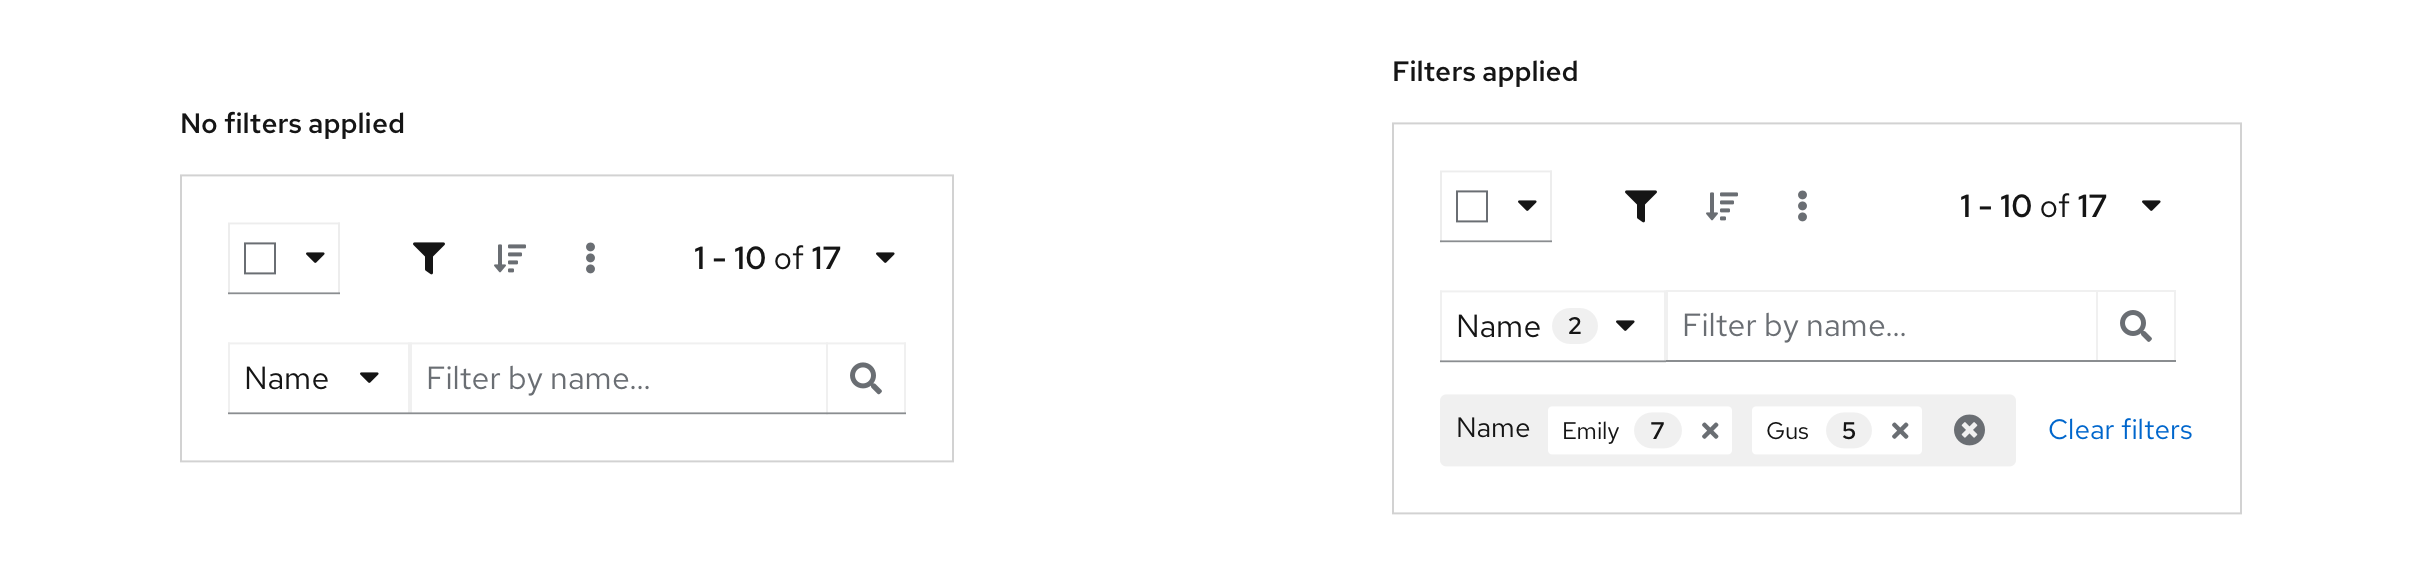 No filters applied
1 - 10 of 17
Name
Filter by name...
Filters applied
1 - 10 of 17
Name 2
Filter by name...
Name Emily 7 Gus 5 Clear filters